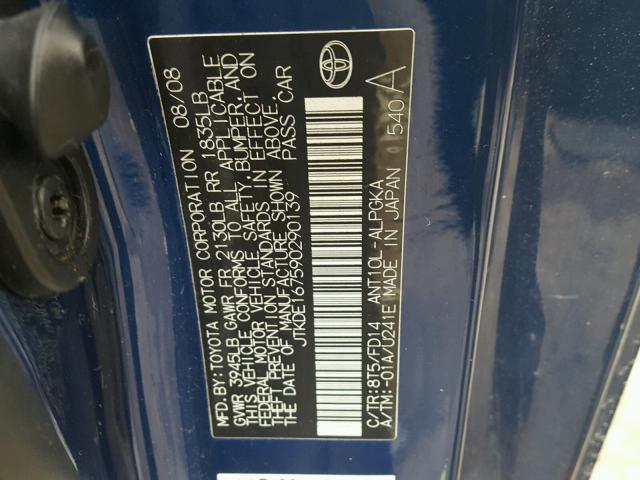 MFD.BY:TOYOTA MOTOR CORPORATION 08/08
GVWR 3945LB GAWR FR 2130LB RR 1835LB
THIS VEHICLE CONFORMS TO ALL APPLICABLE
FEDERAL MOTOR VEHICLE SAFETY, BUMPER, AND
THEFT PREVENTION STANDARDS IN EFFECT ON
THE DATE OF MANUFACTURE SHOWN ABOVE.
JTKDE167590290139 PASS CAR
C/TR:8T5/FD14 ANT10L-ALPGKA 540 A
A/TM:-01A/U241E MADE IN JAPAN